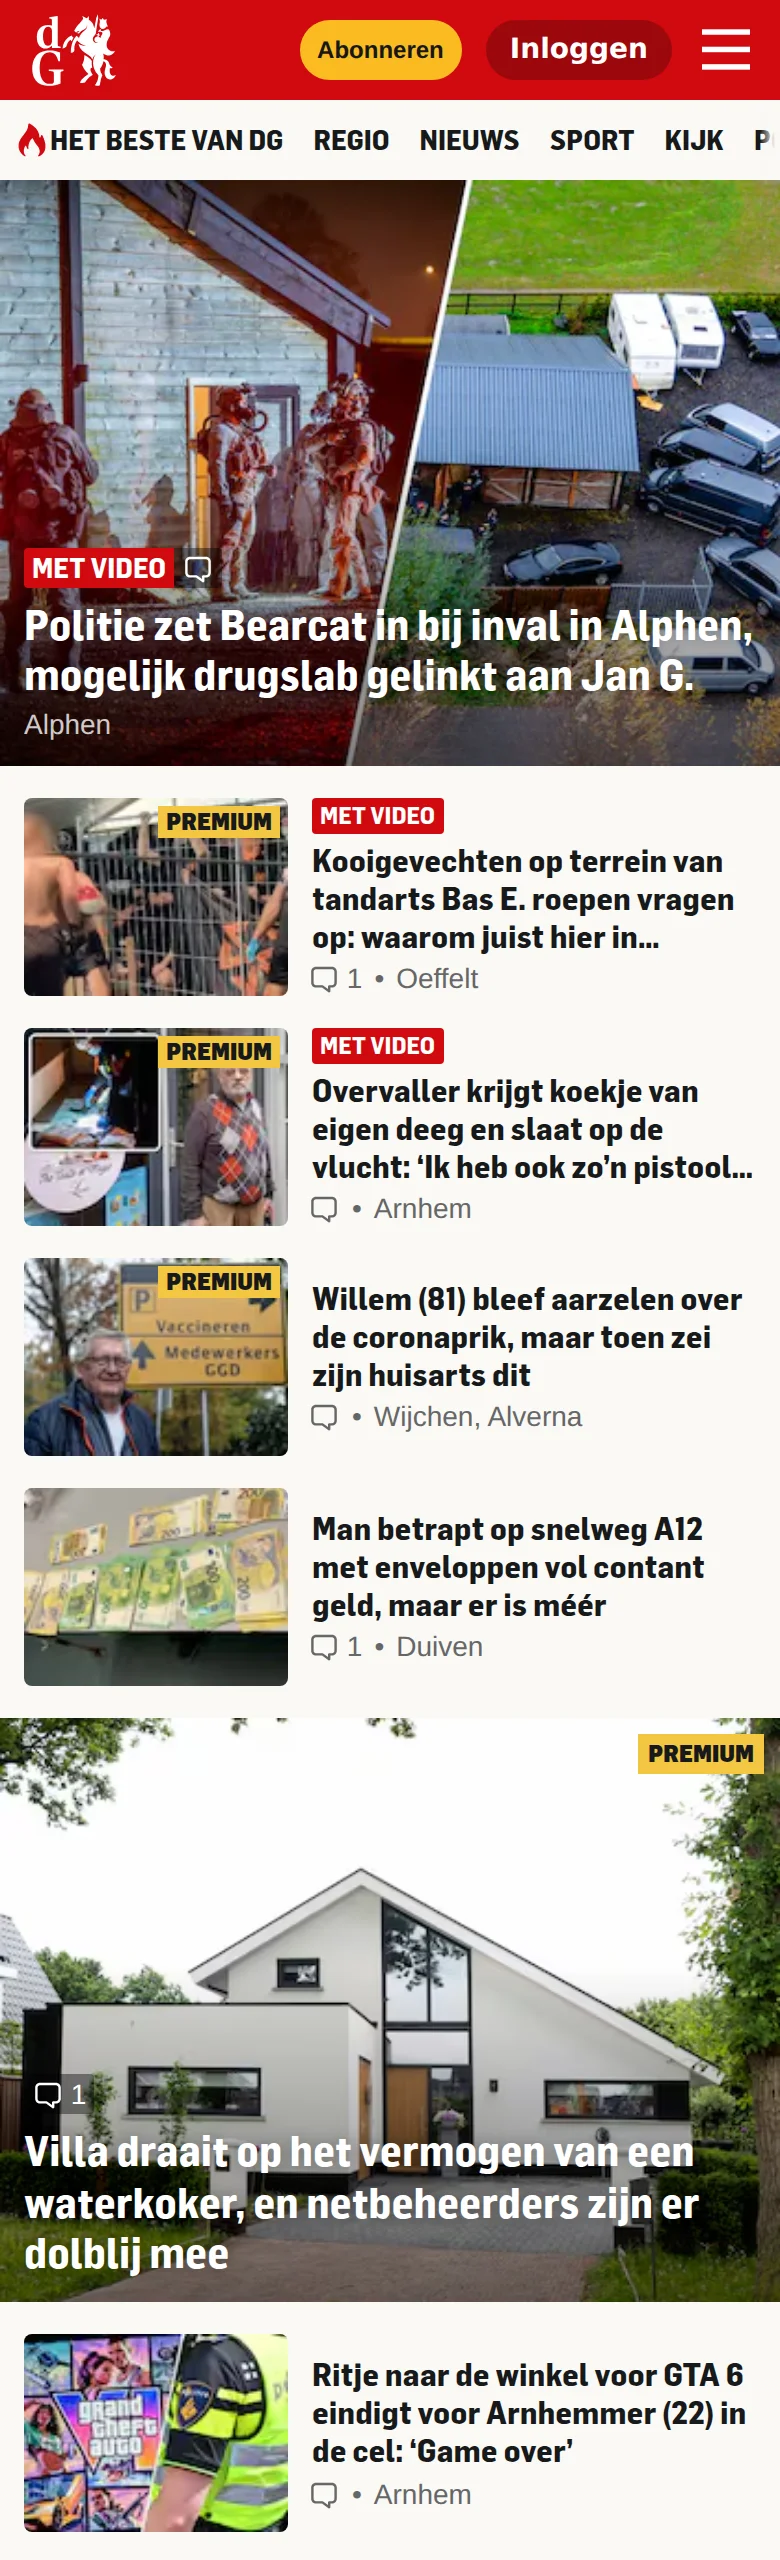 dG
Abonneren
Inloggen
HET BESTE VAN DG
REGIO
NIEUWS
SPORT
KIJK
MET VIDEO
Politie zet Bearcat in bij inval in Alphen,
mogelijk drugslab gelinkt aan Jan G.
Alphen
PREMIUM
MET VIDEO
Kooigevechten op terrein van
tandarts Bas E. roepen vragen
op: waarom juist hier in...
1 • Oeffelt
PREMIUM
MET VIDEO
Overvaller krijgt koekje van
eigen deeg en slaat op de
vlucht: ‘Ik heb ook zo’n pistool...
• Arnhem
PREMIUM
P
Vaccineren
Medewerkers
GGD
Willem (81) bleef aarzelen over
de coronaprik, maar toen zei
zijn huisarts dit
• Wijchen, Alverna
200
200
200
Man betrapt op snelweg A12
met enveloppen vol contant
geld, maar er is méér
1 • Duiven
PREMIUM
1
Villa draait op het vermogen van een
waterkoker, en netbeheerders zijn er
dolblij mee
grand
theft
auto
Ritje naar de winkel voor GTA 6
eindigt voor Arnhemmer (22) in
de cel: ‘Game over’
• Arnhem